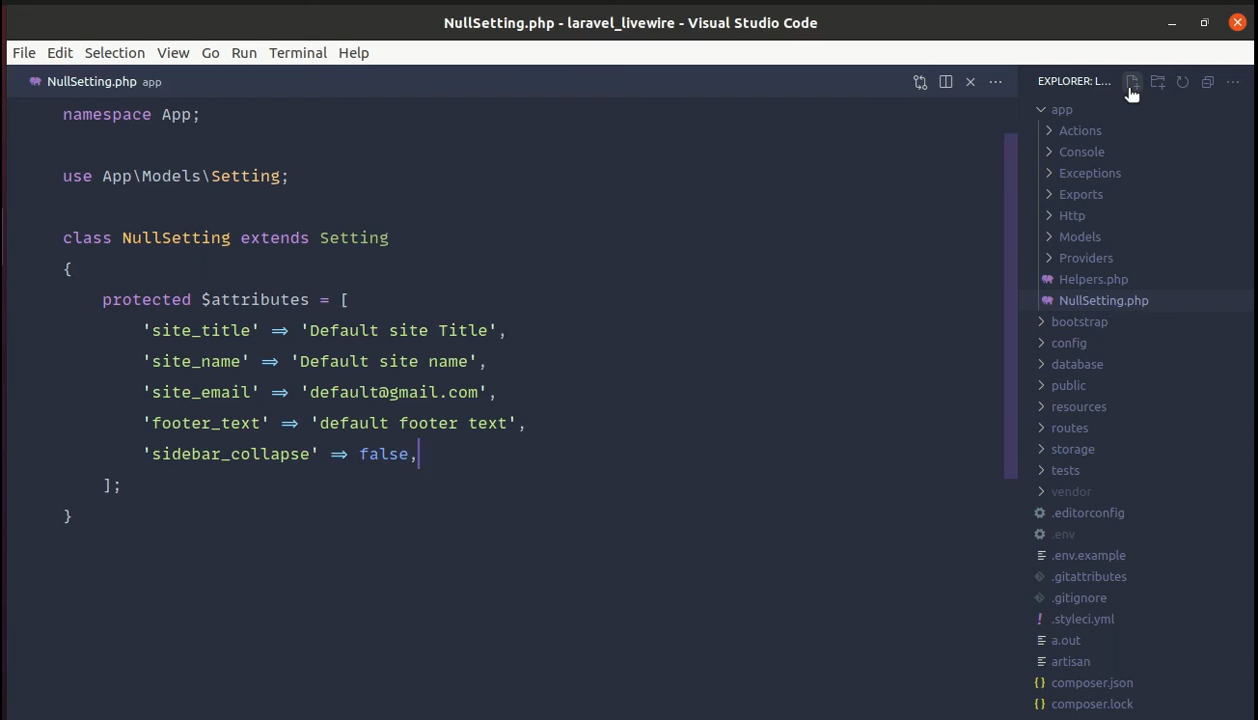 NullSetting.php - laravel_livewire - Visual Studio Code
File Edit Selection View Go Run Terminal Help
NullSetting.php app
EXPLORER: L...
namespace App;
use App\Models\Setting;
class NullSetting extends Setting
{
protected $attributes = [
'site_title' => 'Default site Title',
'site_name' => 'Default site name',
'site_email' => 'default@gmail.com',
'footer_text' => 'default footer text',
'sidebar_collapse' => false,
];
}
app
Actions
Console
Exceptions
Exports
Http
Models
Providers
Helpers.php
NullSetting.php
bootstrap
config
database
public
resources
routes
storage
tests
vendor
.editorconfig
.env
.env.example
.gitattributes
.gitignore
! .styleci.yml
a.out
artisan
{} composer.json
{} composer.lock